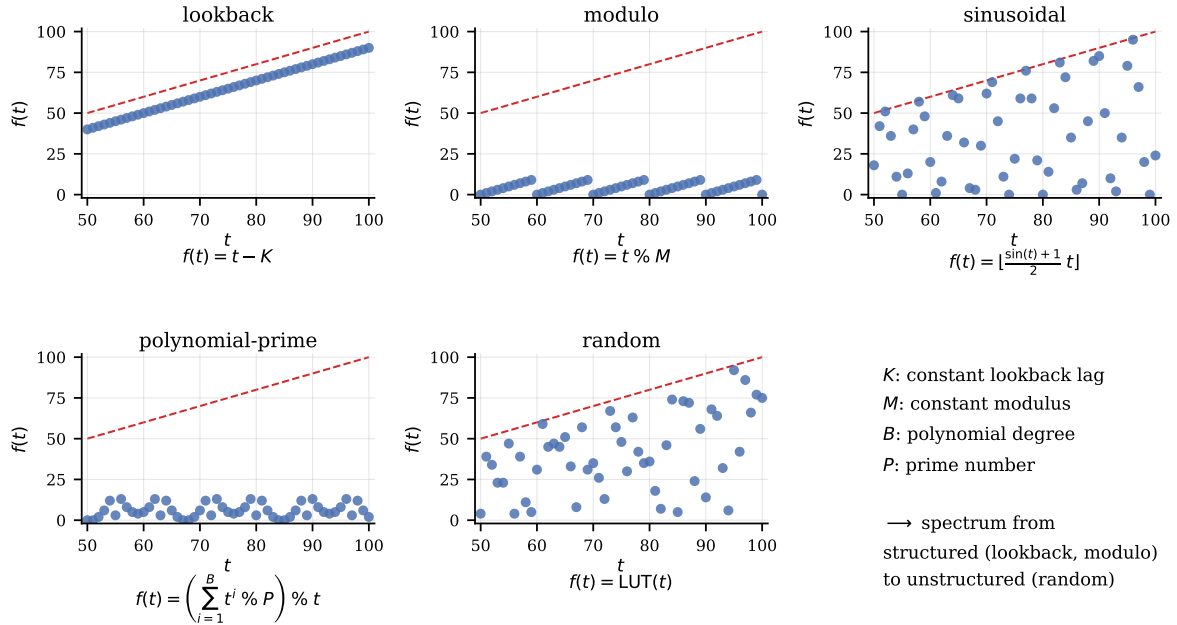 lookback
100
75
50
25
0
f(t)
50 60 70 80 90 100
t
f(t) = t − K
modulo
100
75
50
25
0
f(t)
50 60 70 80 90 100
t
f(t) = t % M
sinusoidal
100
75
50
25
0
f(t)
50 60 70 80 90 100
t
f(t) = ⌊(sin(t) + 1)/2 t⌋
polynomial-prime
100
75
50
25
0
f(t)
50 60 70 80 90 100
t
f(t) = (∑_{i=1}^{B} t^i % P) % t
random
100
75
50
25
0
f(t)
50 60 70 80 90 100
t
f(t) = LUT(t)
K: constant lookback lag
M: constant modulus
B: polynomial degree
P: prime number
⟶ spectrum from
structured (lookback, modulo)
to unstructured (random)